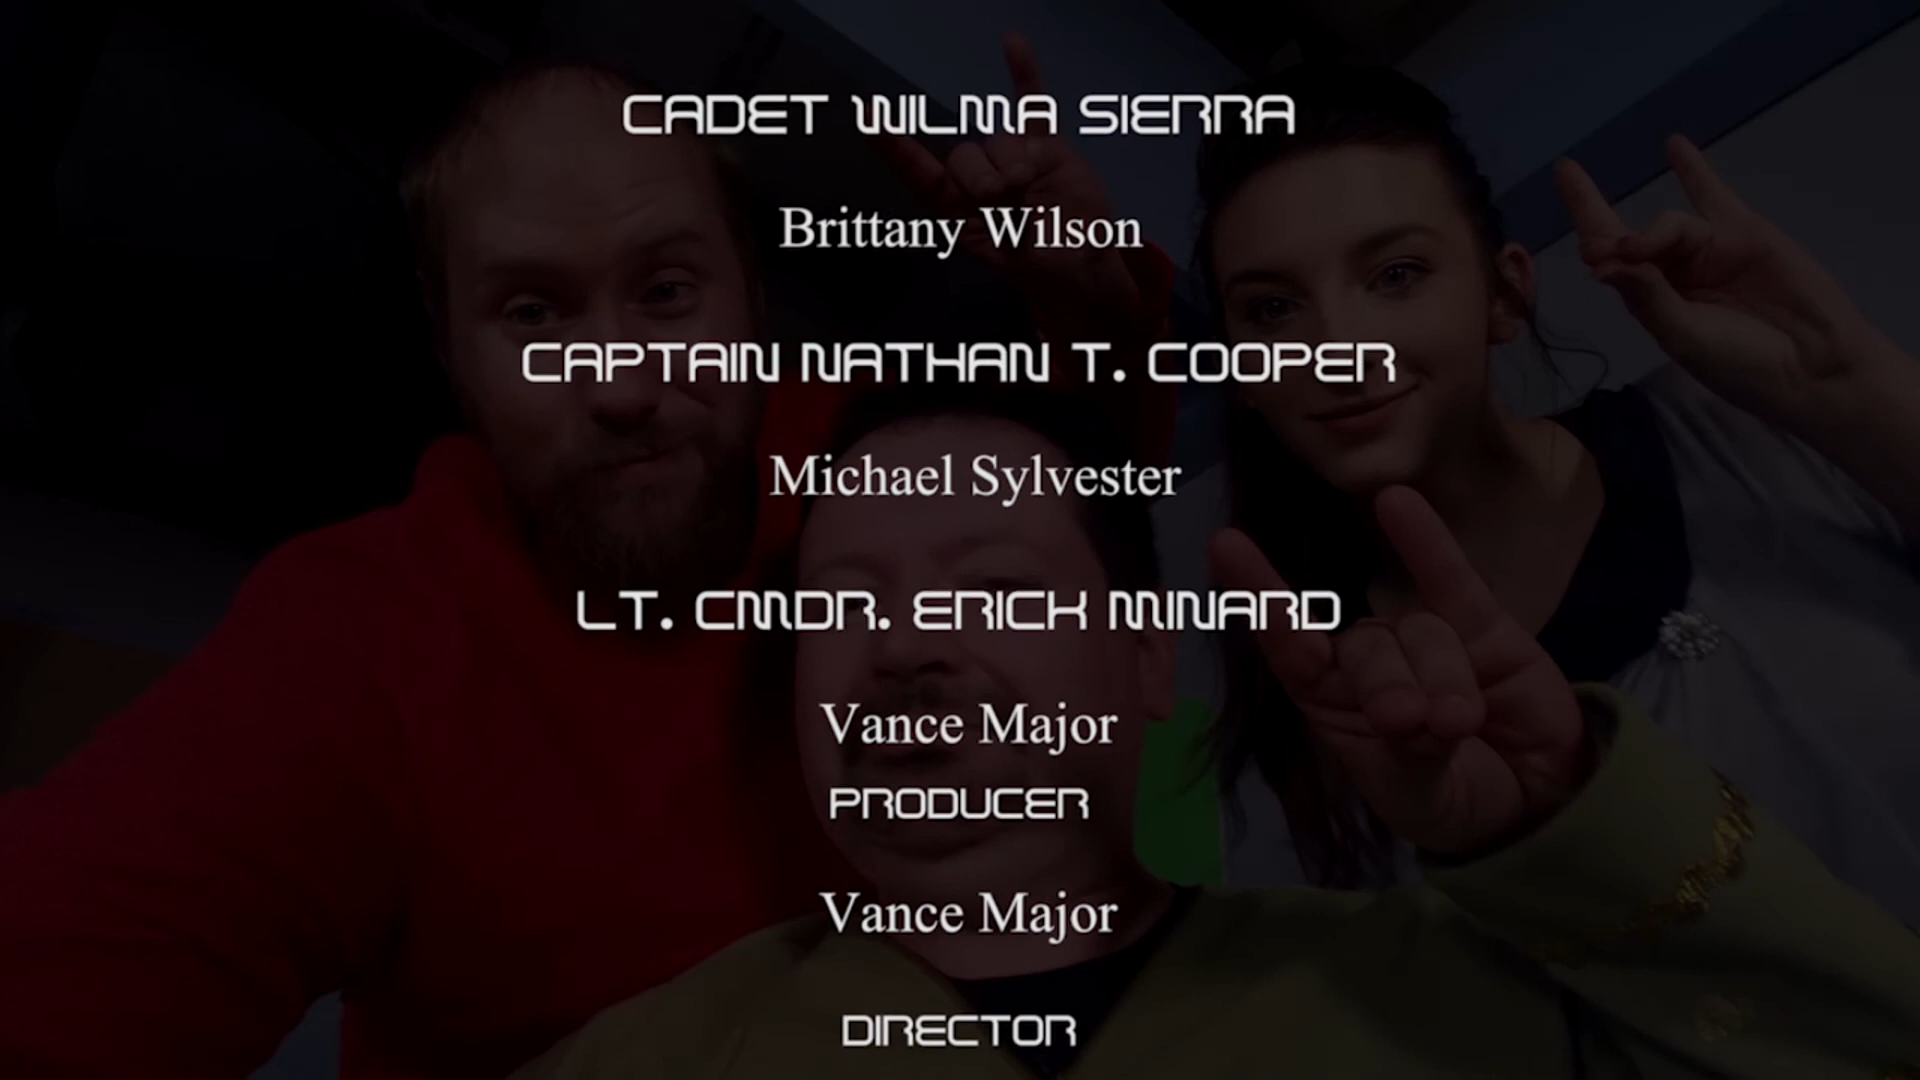 CADET WILMA SIERRA
Brittany Wilson
CAPTAIN NATHAN T. COOPER
Michael Sylvester
LT. CMDR. ERICK MINARD
Vance Major
PRODUCER
Vance Major
DIRECTOR